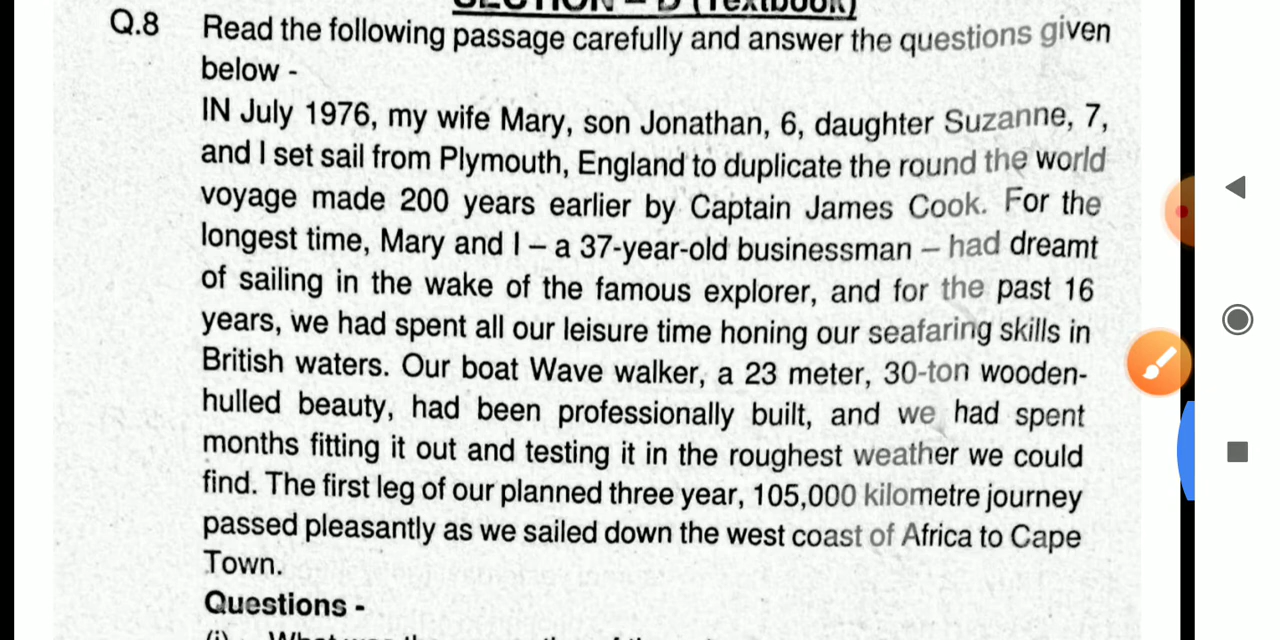 SECTION - D (Textbook)
Q.8 Read the following passage carefully and answer the questions given
below -
IN July 1976, my wife Mary, son Jonathan, 6, daughter Suzanne, 7,
and I set sail from Plymouth, England to duplicate the round the world
voyage made 200 years earlier by Captain James Cook. For the
longest time, Mary and I – a 37-year-old businessman – had dreamt
of sailing in the wake of the famous explorer, and for the past 16
years, we had spent all our leisure time honing our seafaring skills in
British waters. Our boat Wave walker, a 23 meter, 30-ton wooden-
hulled beauty, had been professionally built, and we had spent
months fitting it out and testing it in the roughest weather we could
find. The first leg of our planned three year, 105,000 kilometre journey
passed pleasantly as we sailed down the west coast of Africa to Cape
Town.
Questions -
(i) What was the